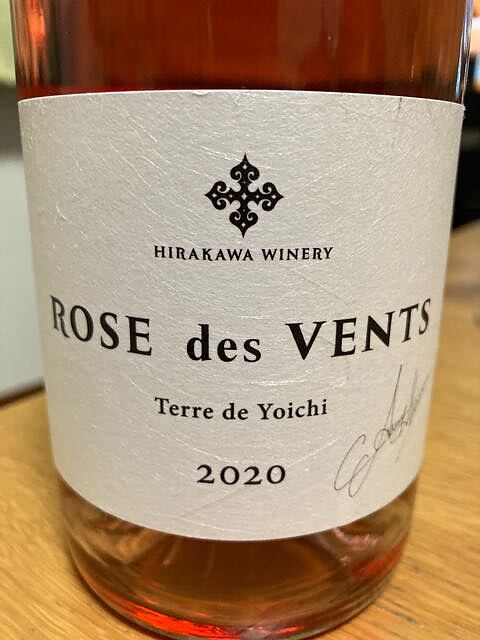 HIRAKAWA WINERY
ROSE des VENTS
Terre de Yoichi
2020